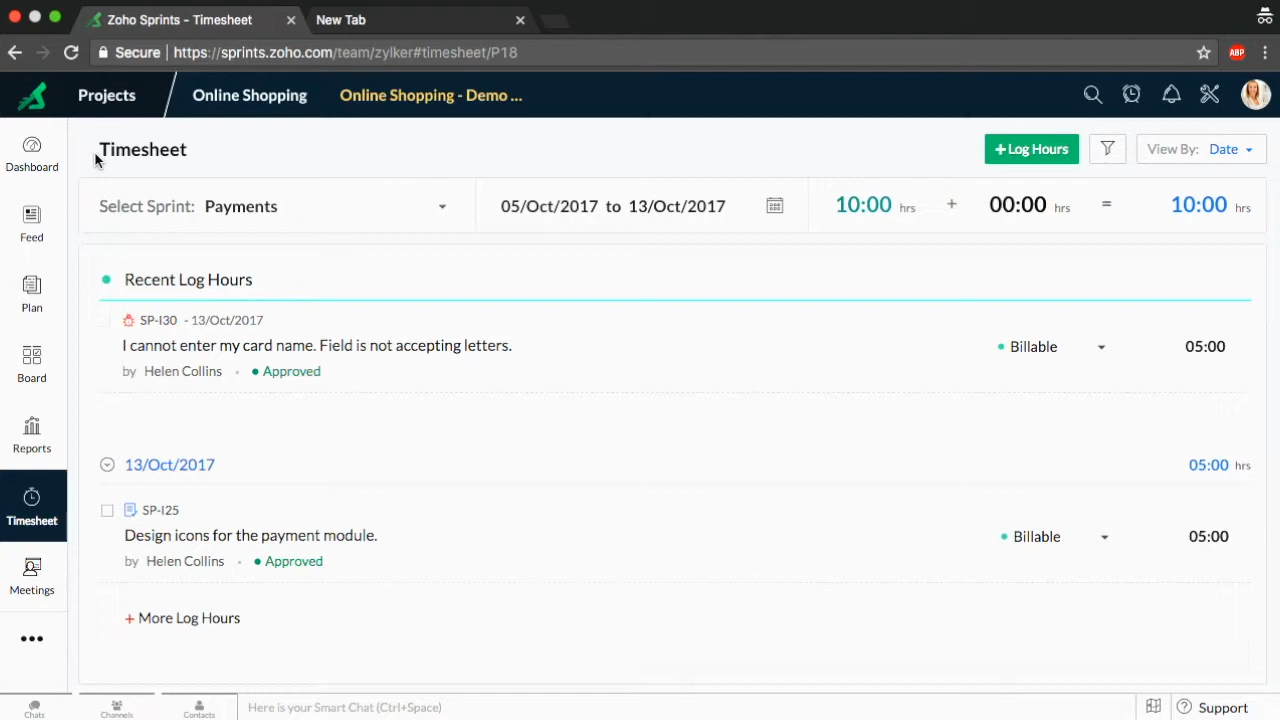 Zoho Sprints - Timesheet
New Tab
Secure https://sprints.zoho.com/team/zylker#timesheet/P18
ABP
Projects
Online Shopping
Online Shopping - Demo ...
Dashboard
Feed
Plan
Board
Reports
Timesheet
Meetings
Timesheet
+ Log Hours
View By: Date
Select Sprint: Payments
05/Oct/2017 to 13/Oct/2017
10:00 hrs + 00:00 hrs = 10:00 hrs
Recent Log Hours
SP-I30 - 13/Oct/2017
I cannot enter my card name. Field is not accepting letters.
Billable
05:00
by Helen Collins • Approved
13/Oct/2017
05:00 hrs
SP-I25
Design icons for the payment module.
Billable
05:00
by Helen Collins • Approved
+ More Log Hours
Chats
Channels
Contacts
Here is your Smart Chat (Ctrl+Space)
Support